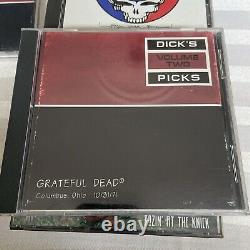 DICK'S
VOLUME
TWO
PICKS
GRATEFUL DEAD®
Columbus, Ohio 10/31/71
AT THE KNICK